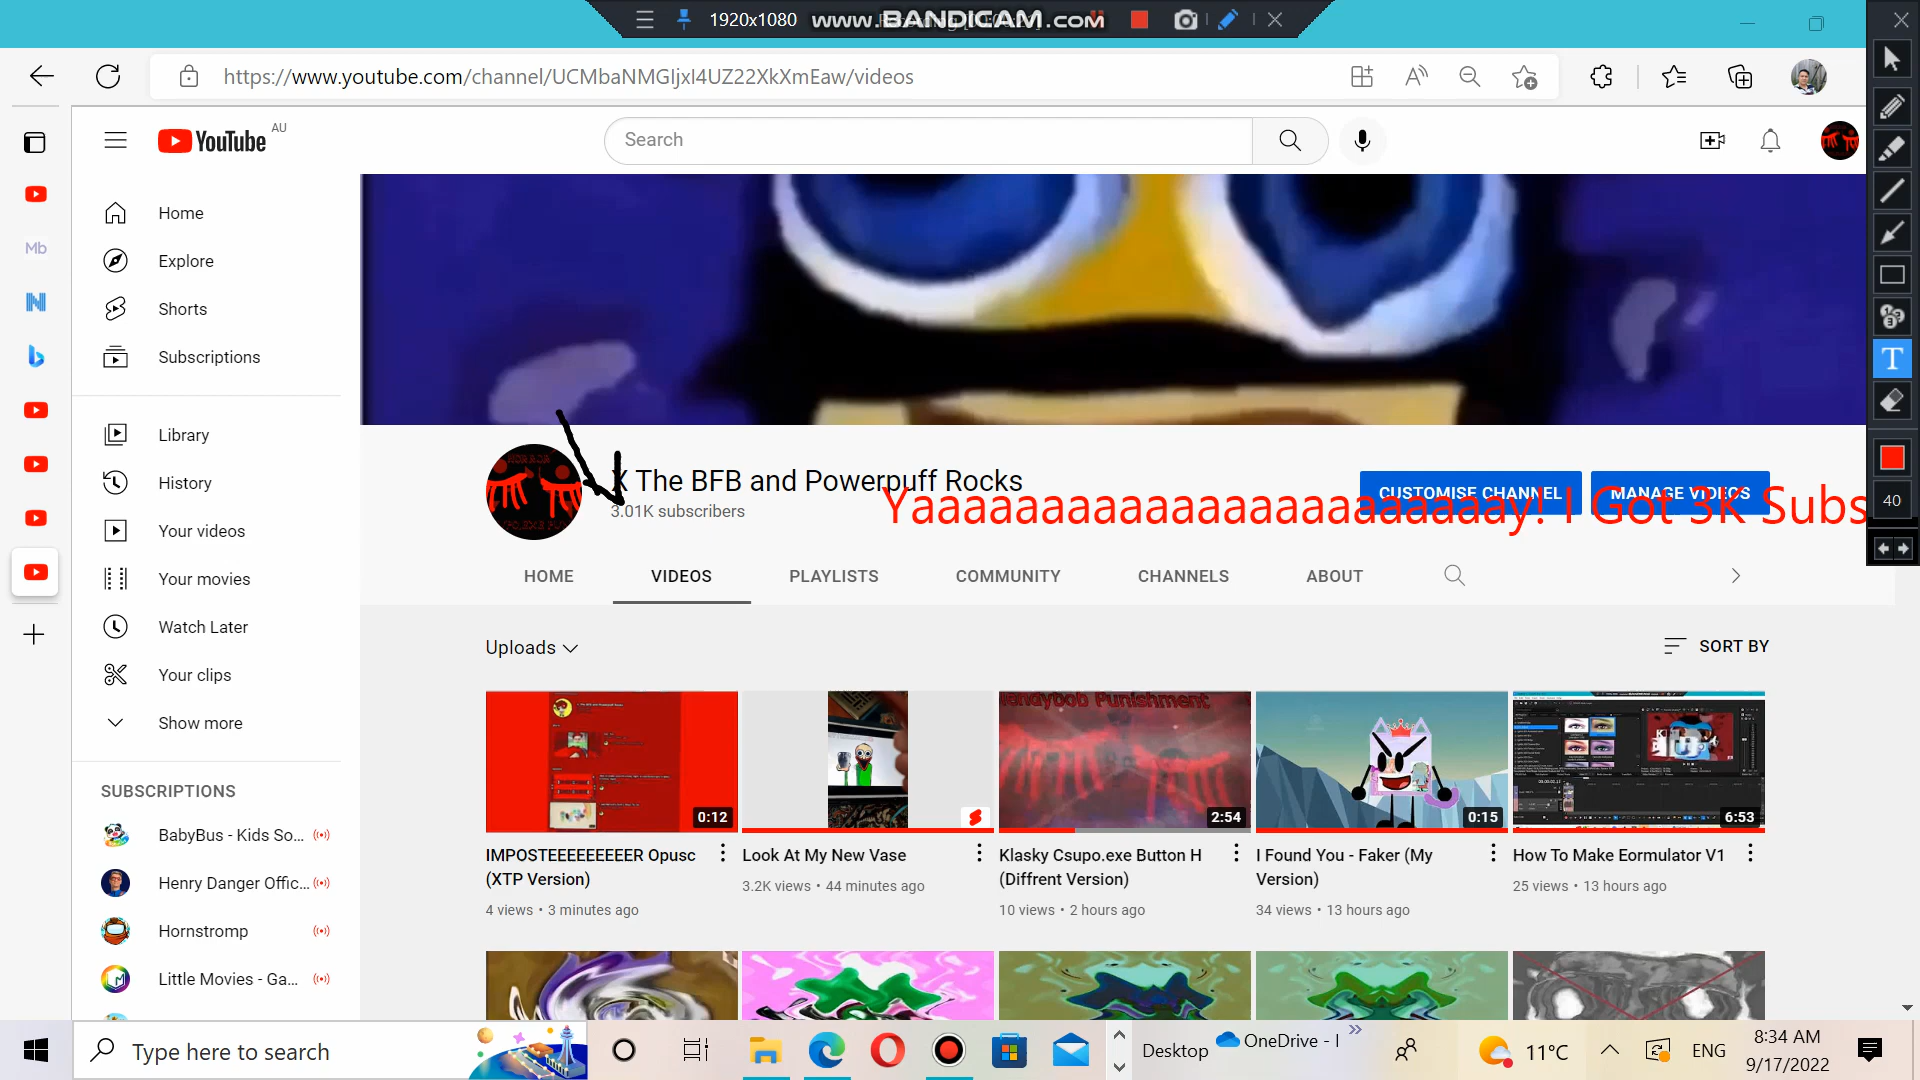 1920x1080
www.BANDICAM.com
https://www.youtube.com/channel/UCMbaNMGIjxI4UZ22XkXmEaw/videos
YouTube AU
Search
Mb
Home
Explore
Shorts
Subscriptions
Library
History
Your videos
Your movies
Watch Later
Your clips
Show more
SUBSCRIPTIONS
BabyBus - Kids So...
Henry Danger Offic...
Hornstromp
Little Movies - Ga...
X The BFB and Powerpuff Rocks
3.01K subscribers
CUSTOMISE CHANNEL
MANAGE VIDEOS
Yaaaaaaaaaaaaaaaaaaaaaaay! I Got 3K Subs
40
HOME VIDEOS PLAYLISTS COMMUNITY CHANNELS ABOUT
Uploads
SORT BY
0:12
2:54
0:15
6:53
IMPOSTEEEEEEEEER Opusc
(XTP Version)
4 views • 3 minutes ago
Look At My New Vase
3.2K views • 44 minutes ago
Klasky Csupo.exe Button H
(Diffrent Version)
10 views • 2 hours ago
I Found You - Faker (My
Version)
34 views • 13 hours ago
How To Make Eormulator V1
25 views • 13 hours ago
Type here to search
Desktop
OneDrive - I
11°C
ENG
8:34 AM
9/17/2022